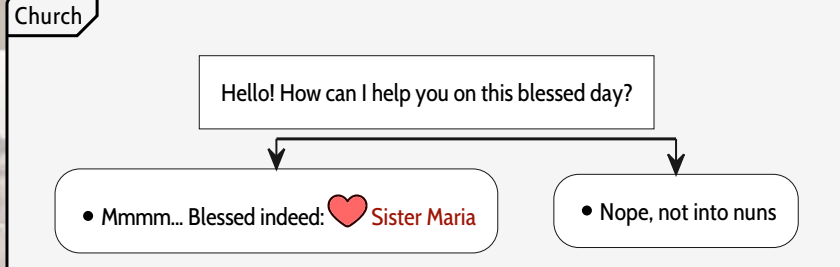 Church
Hello! How can I help you on this blessed day?
• Mmmm... Blessed indeed: ❤ Sister Maria
• Nope, not into nuns